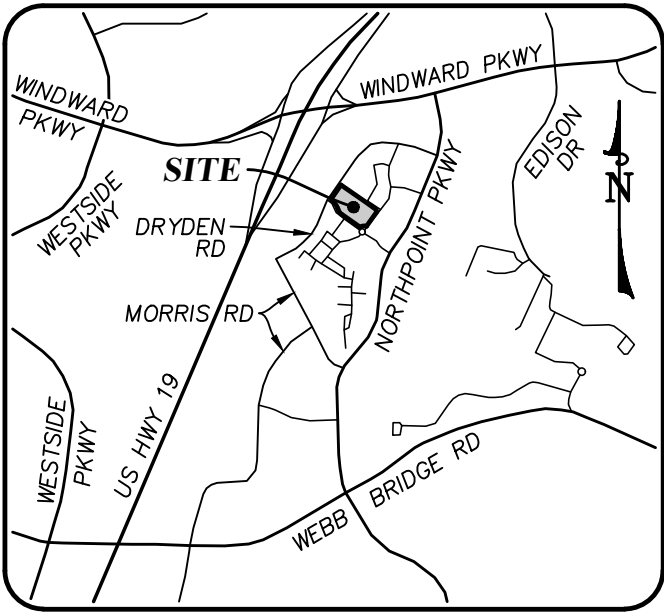 WINDWARD PKWY
WINDWARD
PKWY
EDISON
DR
SITE
N
WESTSIDE
PKWY
DRYDEN
RD
NORTHPOINT PKWY
MORRIS RD
US HWY 19
WESTSIDE
PKWY
WEBB BRIDGE RD